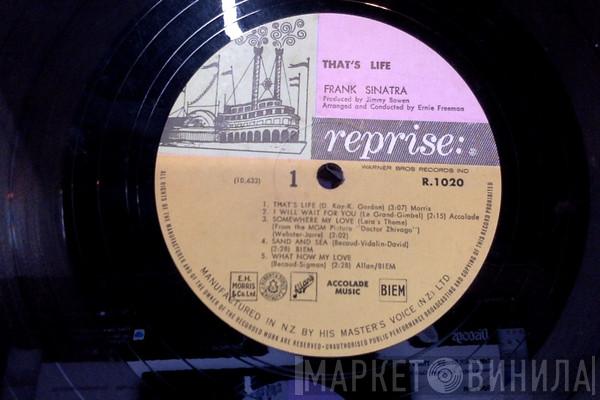 THAT'S LIFE
FRANK SINATRA
Produced by Jimmy Bowen
Arranged and Conducted by Ernie Freeman
reprise:
WARNER BROS RECORDS INC
(10,632)
1
R.1020
1. THAT'S LIFE (D. Kay-K. Gordon) (3:07) Morris
2. I WILL WAIT FOR YOU (Le Grand-Gimbel) (2:15) Accolade
3. SOMEWHERE MY LOVE (Lara's Theme)
(From the MGM Picture "Doctor Zhivago")
(Webster-Jarre) (2:02)
4. SAND AND SEA (Becaud-Vidalin-David)
(2:28) BIEM
5. WHAT NOW MY LOVE
(Becaud-Sigman) (2:28) Allan/BIEM
E.H.
MORRIS
& Co. Ltd.
ACCOLADE
MUSIC
BIEM
MANUFACTURED IN N.Z. BY HIS MASTER'S VOICE (N.Z.) LTD.
ALL RIGHTS OF THE MANUFACTURER AND OF THE OWNER OF THE RECORDED WORK ARE RESERVED · UNAUTHORISED PUBLIC PERFORMANCE BROADCASTING AND COPYING OF THIS RECORD PROHIBITED
МАРКЕТ ВИНИЛА